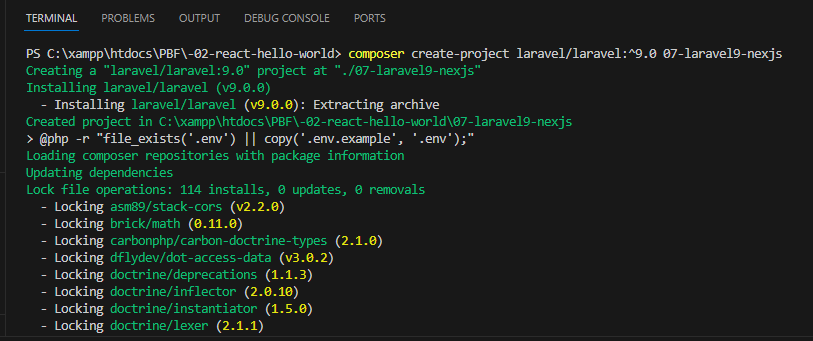 TERMINAL PROBLEMS OUTPUT DEBUG CONSOLE PORTS
PS C:\xampp\htdocs\PBF\-02-react-hello-world> composer create-project laravel/laravel:^9.0 07-laravel9-nexjs
Creating a "laravel/laravel:9.0" project at "./07-laravel9-nexjs"
Installing laravel/laravel (v9.0.0)
  - Installing laravel/laravel (v9.0.0): Extracting archive
Created project in C:\xampp\htdocs\PBF\-02-react-hello-world\07-laravel9-nexjs
> @php -r "file_exists('.env') || copy('.env.example', '.env');"
Loading composer repositories with package information
Updating dependencies
Lock file operations: 114 installs, 0 updates, 0 removals
  - Locking asm89/stack-cors (v2.2.0)
  - Locking brick/math (0.11.0)
  - Locking carbonphp/carbon-doctrine-types (2.1.0)
  - Locking dflydev/dot-access-data (v3.0.2)
  - Locking doctrine/deprecations (1.1.3)
  - Locking doctrine/inflector (2.0.10)
  - Locking doctrine/instantiator (1.5.0)
  - Locking doctrine/lexer (2.1.1)